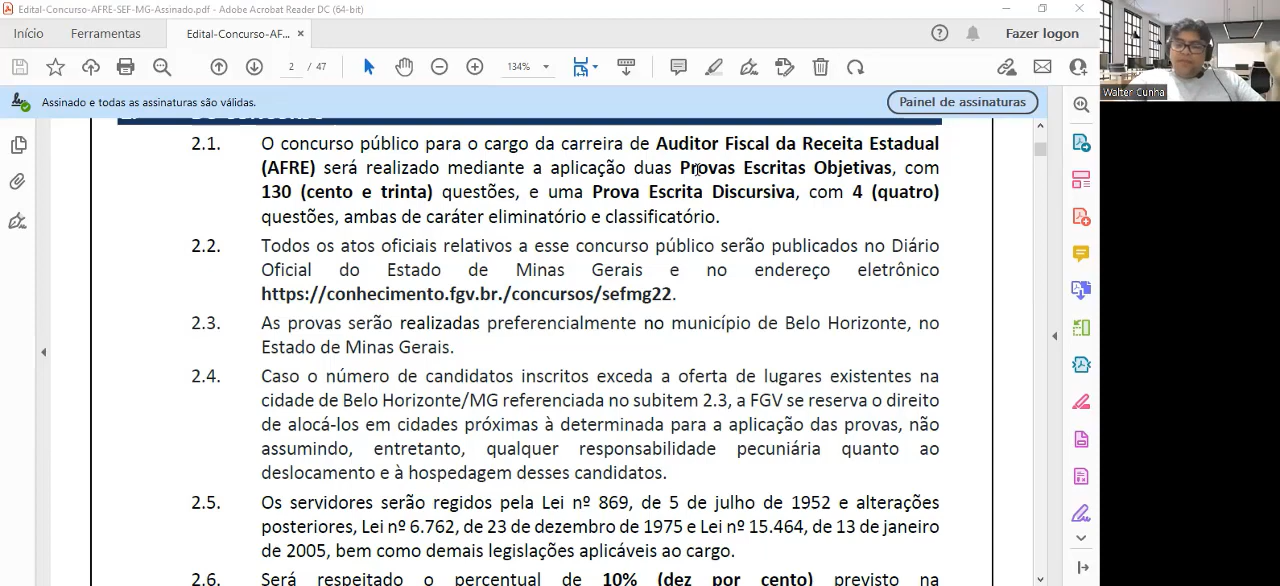 Edital-Concurso-AFRE-SEF-MG-Assinado.pdf - Adobe Acrobat Reader DC (64-bit)
Início Ferramentas Edital-Concurso-AF... × Fazer logon
2 / 47 134%
Assinado e todas as assinaturas são válidas. Painel de assinaturas
Walter Cunha
2.1. O concurso público para o cargo da carreira de Auditor Fiscal da Receita Estadual
(AFRE) será realizado mediante a aplicação duas Provas Escritas Objetivas, com
130 (cento e trinta) questões, e uma Prova Escrita Discursiva, com 4 (quatro)
questões, ambas de caráter eliminatório e classificatório.
2.2. Todos os atos oficiais relativos a esse concurso público serão publicados no Diário
Oficial do Estado de Minas Gerais e no endereço eletrônico
https://conhecimento.fgv.br./concursos/sefmg22.
2.3. As provas serão realizadas preferencialmente no município de Belo Horizonte, no
Estado de Minas Gerais.
2.4. Caso o número de candidatos inscritos exceda a oferta de lugares existentes na
cidade de Belo Horizonte/MG referenciada no subitem 2.3, a FGV se reserva o direito
de alocá-los em cidades próximas à determinada para a aplicação das provas, não
assumindo, entretanto, qualquer responsabilidade pecuniária quanto ao
deslocamento e à hospedagem desses candidatos.
2.5. Os servidores serão regidos pela Lei nº 869, de 5 de julho de 1952 e alterações
posteriores, Lei nº 6.762, de 23 de dezembro de 1975 e Lei nº 15.464, de 13 de janeiro
de 2005, bem como demais legislações aplicáveis ao cargo.
2.6. Será respeitado o percentual de 10% (dez por cento) previsto na